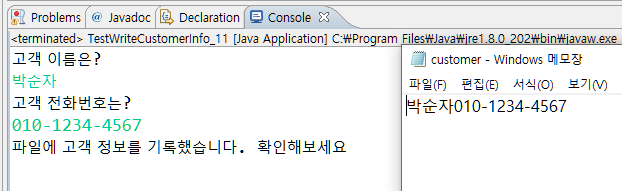 Problems @ Javadoc Declaration Console
<terminated> TestWriteCustomerInfo_11 [Java Application] C:₩Program Files₩Java₩jre1.8.0_202₩bin₩javaw.exe
고객 이름은?
박순자
고객 전화번호는?
010-1234-4567
파일에 고객 정보를 기록했습니다. 확인해보세요
customer - Windows 메모장
파일(F) 편집(E) 서식(O) 보기(V)
박순자010-1234-4567